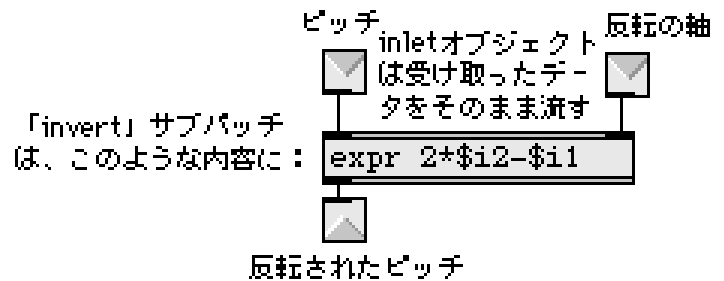 ピッチ
反転の軸
inletオブジェクト
は受け取ったデー
タをそのまま流す
「invert」サブパッチ
は、このような内容に：
expr 2*$i2-$i1
反転されたピッチ